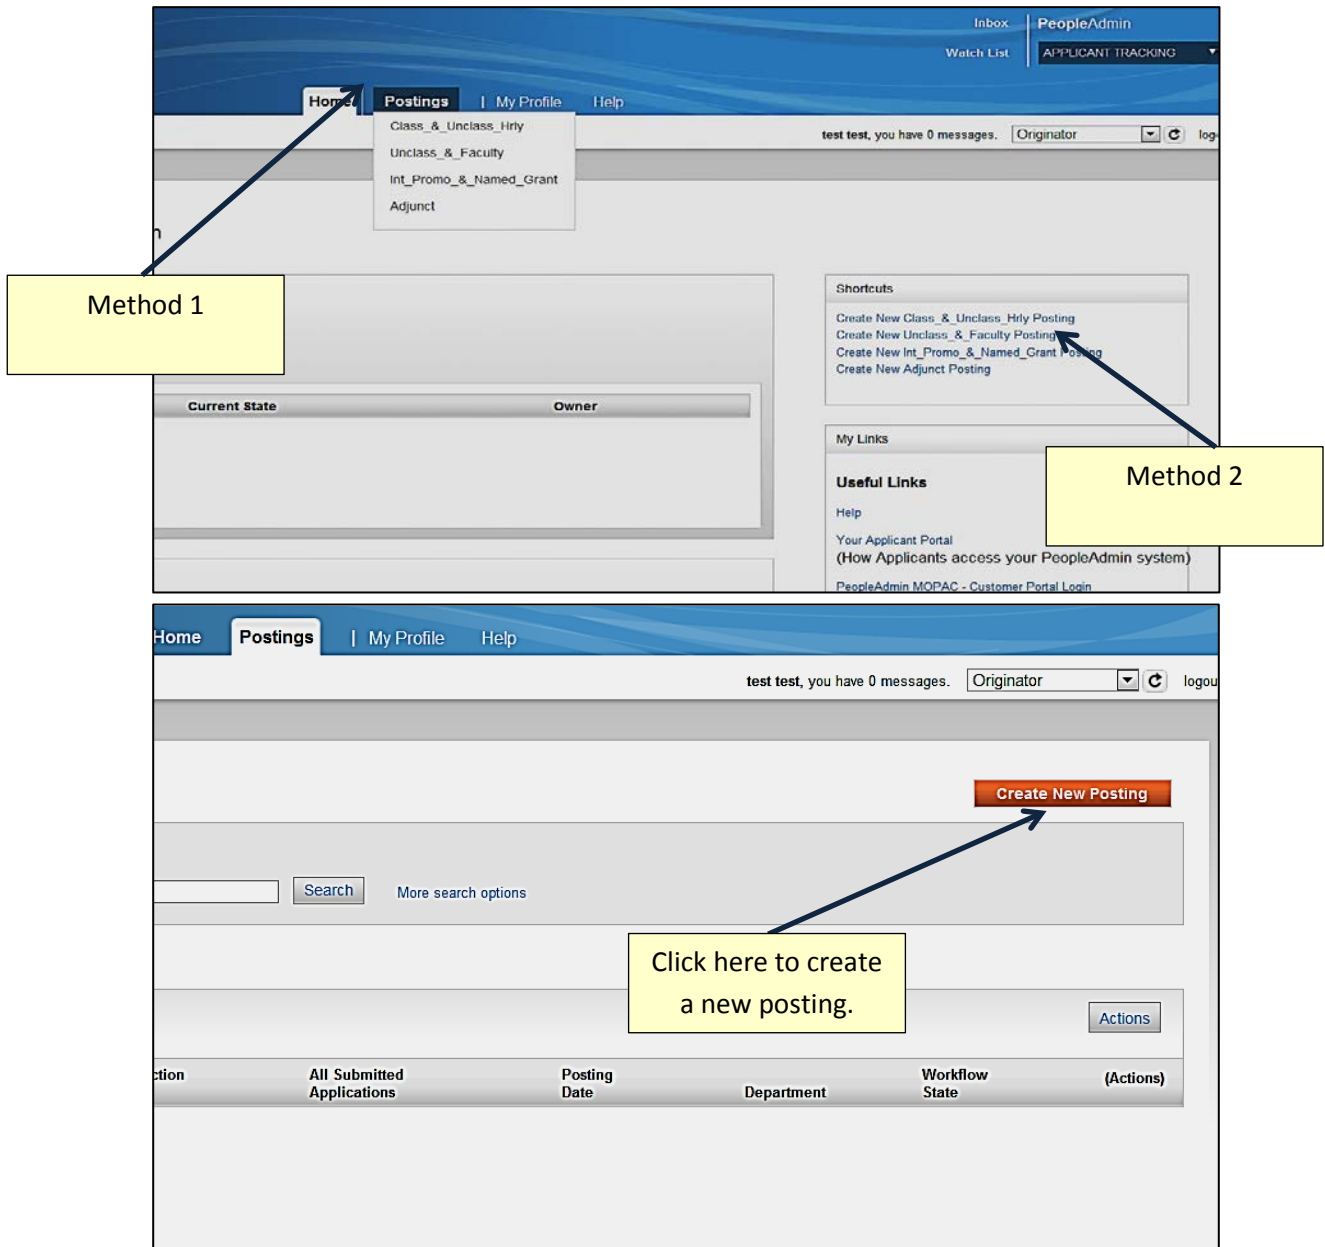 Inbox
PeopleAdmin
Watch List
APPLICANT TRACKING
Home
Postings
| My Profile
Help
Class_&_Unclass_Hrly
Unclass_&_Faculty
Int_Promo_&_Named_Grant
Adjunct
test test, you have 0 messages.
Originator
log
Method 1
Shortcuts
Create New Class_&_Unclass_Hrly Posting
Create New Unclass_&_Faculty Posting
Create New Int_Promo_&_Named_Grant Posting
Create New Adjunct Posting
Current State
Owner
My Links
Method 2
Useful Links
Help
Your Applicant Portal
(How Applicants access your PeopleAdmin system)
PeopleAdmin MOPAC - Customer Portal Login
Home
Postings
| My Profile
Help
test test, you have 0 messages.
Originator
logou
Create New Posting
Search
More search options
Click here to create
a new posting.
Actions
ction
All Submitted
Applications
Posting
Date
Department
Workflow
State
(Actions)